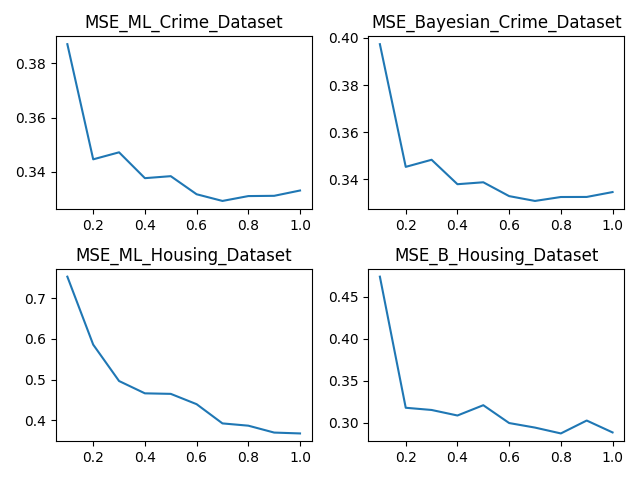 MSE_ML_Crime_Dataset
0.38
0.36
0.34
0.2 0.4 0.6 0.8 1.0
MSE_Bayesian_Crime_Dataset
0.40
0.38
0.36
0.34
0.2 0.4 0.6 0.8 1.0
MSE_ML_Housing_Dataset
0.7
0.6
0.5
0.4
0.2 0.4 0.6 0.8 1.0
MSE_B_Housing_Dataset
0.45
0.40
0.35
0.30
0.2 0.4 0.6 0.8 1.0